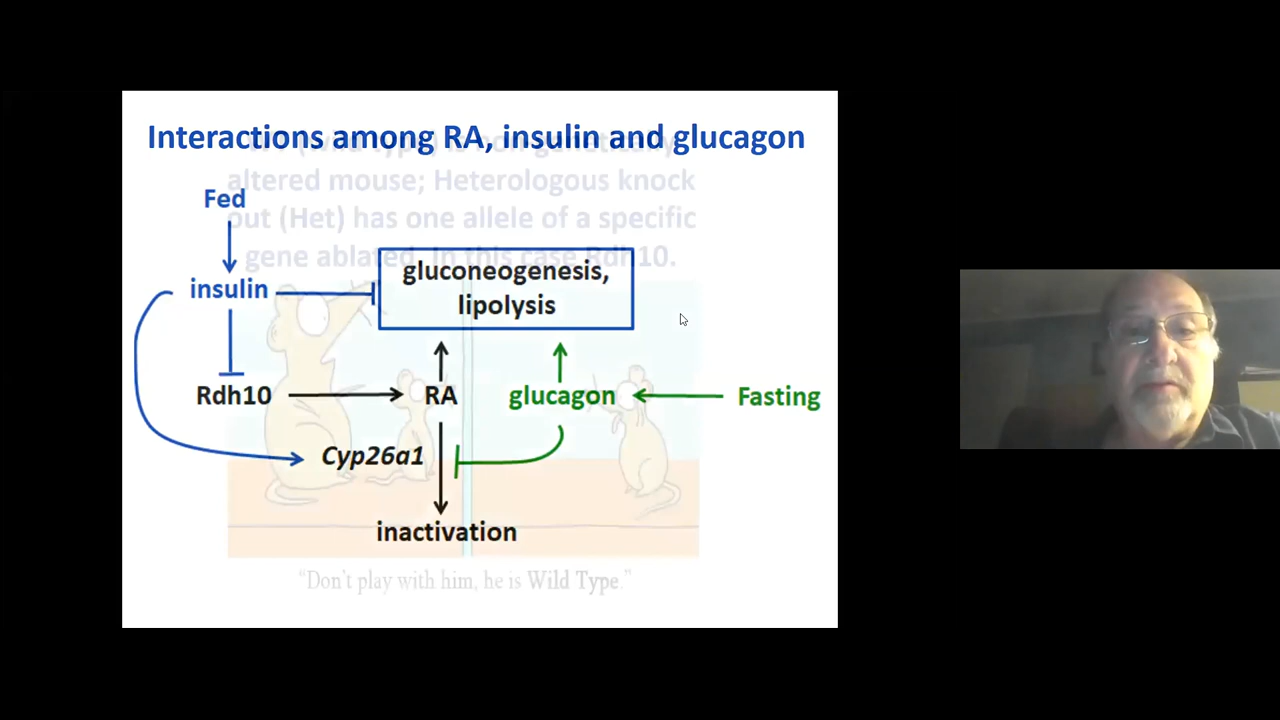 Interactions among RA, insulin and glucagon
altered mouse; Heterologous knock
out (Het) has one allele of a specific
gene ablated. In this case Rdh10.
Fed
gluconeogenesis,
lipolysis
insulin
Rdh10
RA
glucagon
Fasting
Cyp26a1
inactivation
“Don’t play with him, he is Wild Type.”